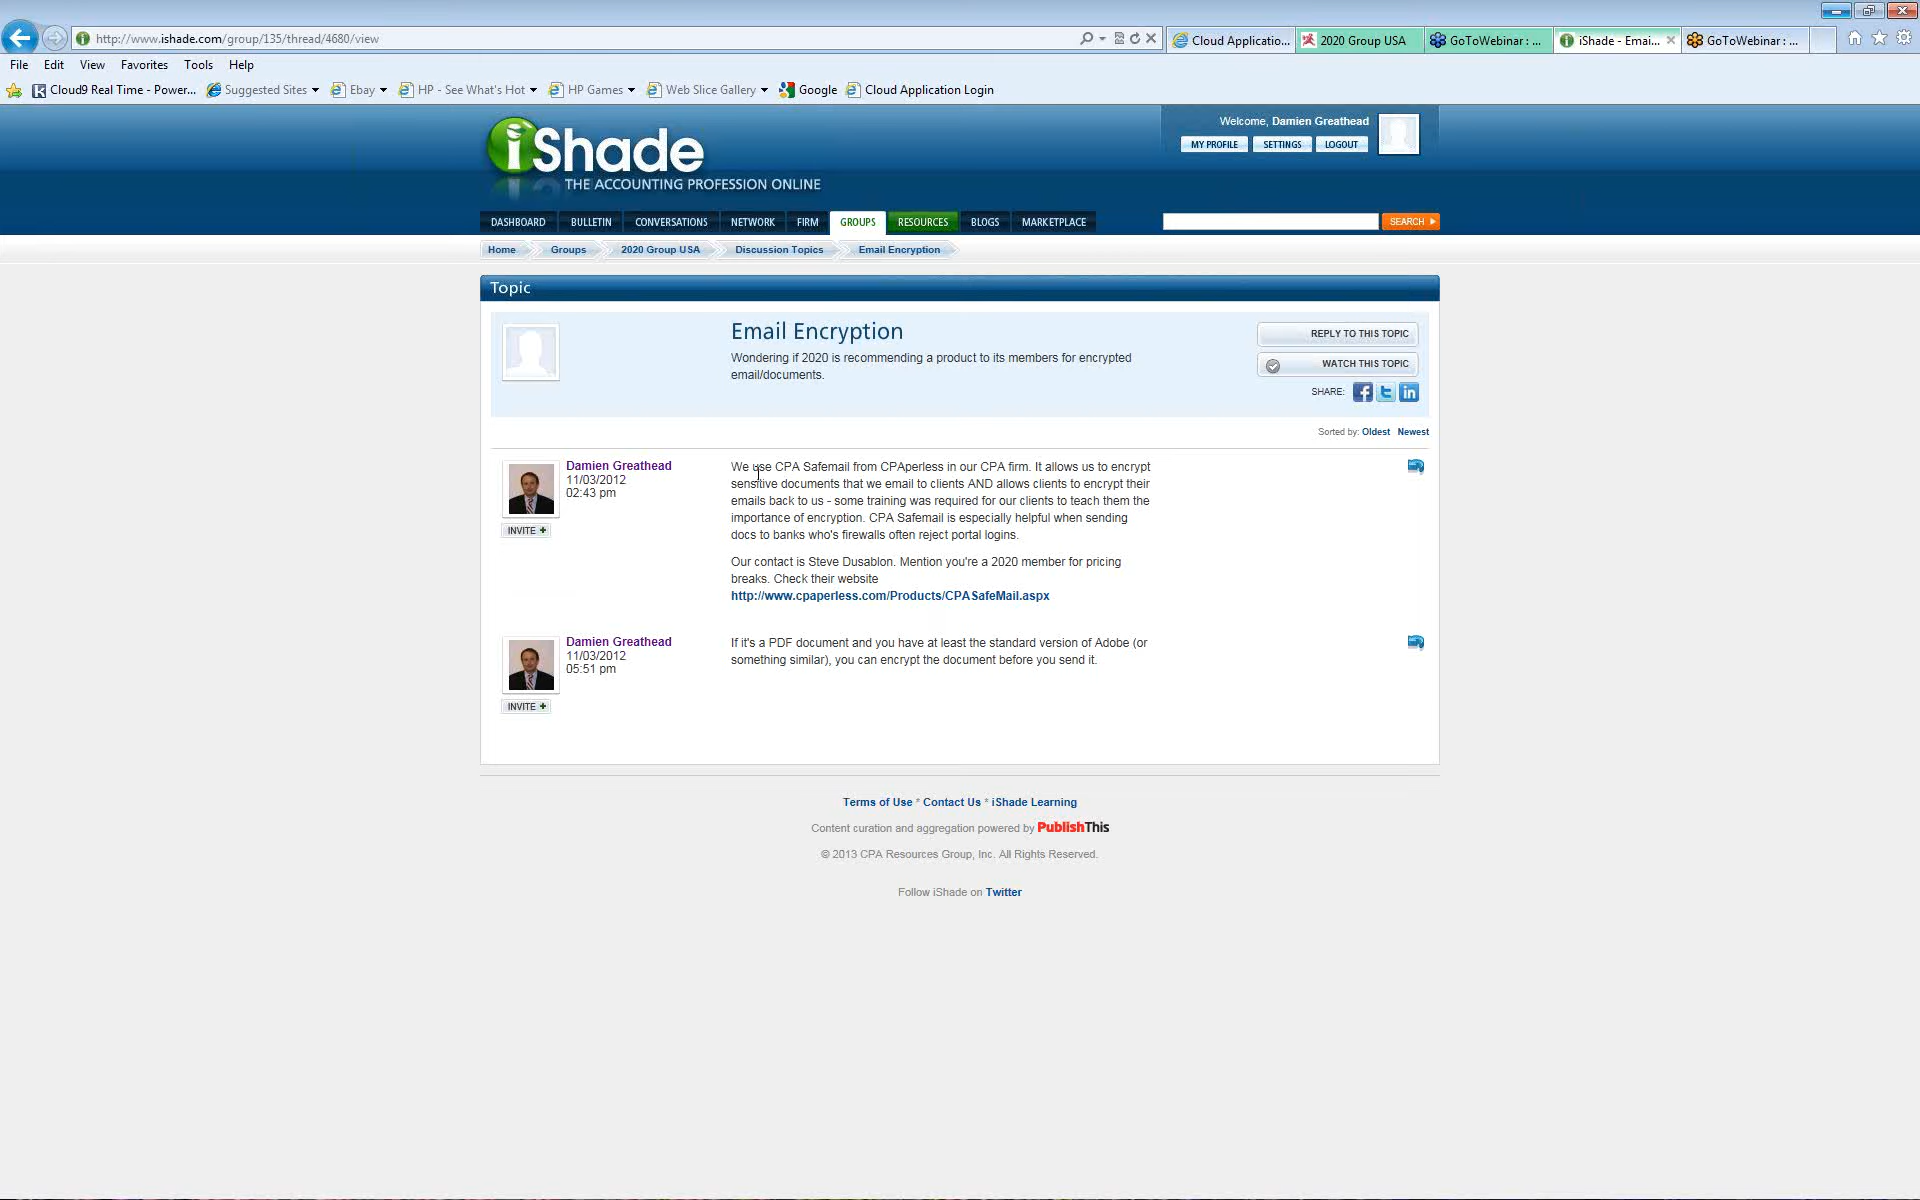 http://www.ishade.com/group/135/thread/4680/view
Cloud Applicatio...
2020 Group USA
GoToWebinar : ...
iShade - Emai...
GoToWebinar : ...
File Edit View Favorites Tools Help
Cloud9 Real Time - Power... Suggested Sites Ebay HP - See What's Hot HP Games Web Slice Gallery Google Cloud Application Login
iShade
THE ACCOUNTING PROFESSION ONLINE
Welcome, Damien Greathead
MY PROFILE SETTINGS LOGOUT
DASHBOARD BULLETIN CONVERSATIONS NETWORK FIRM GROUPS RESOURCES BLOGS MARKETPLACE SEARCH
Home Groups 2020 Group USA Discussion Topics Email Encryption
Topic
Email Encryption
Wondering if 2020 is recommending a product to its members for encrypted
email/documents.
REPLY TO THIS TOPIC
WATCH THIS TOPIC
SHARE:
Sorted by: Oldest Newest
Damien Greathead
11/03/2012
02:43 pm
INVITE +
We use CPA Safemail from CPAperless in our CPA firm. It allows us to encrypt
sensitive documents that we email to clients AND allows clients to encrypt their
emails back to us - some training was required for our clients to teach them the
importance of encryption. CPA Safemail is especially helpful when sending
docs to banks who's firewalls often reject portal logins.
Our contact is Steve Dusablon. Mention you're a 2020 member for pricing
breaks. Check their website
http://www.cpaperless.com/Products/CPASafeMail.aspx
Damien Greathead
11/03/2012
05:51 pm
INVITE +
If it's a PDF document and you have at least the standard version of Adobe (or
something similar), you can encrypt the document before you send it.
Terms of Use * Contact Us * iShade Learning
Content curation and aggregation powered by PublishThis
© 2013 CPA Resources Group, Inc. All Rights Reserved.
Follow iShade on Twitter